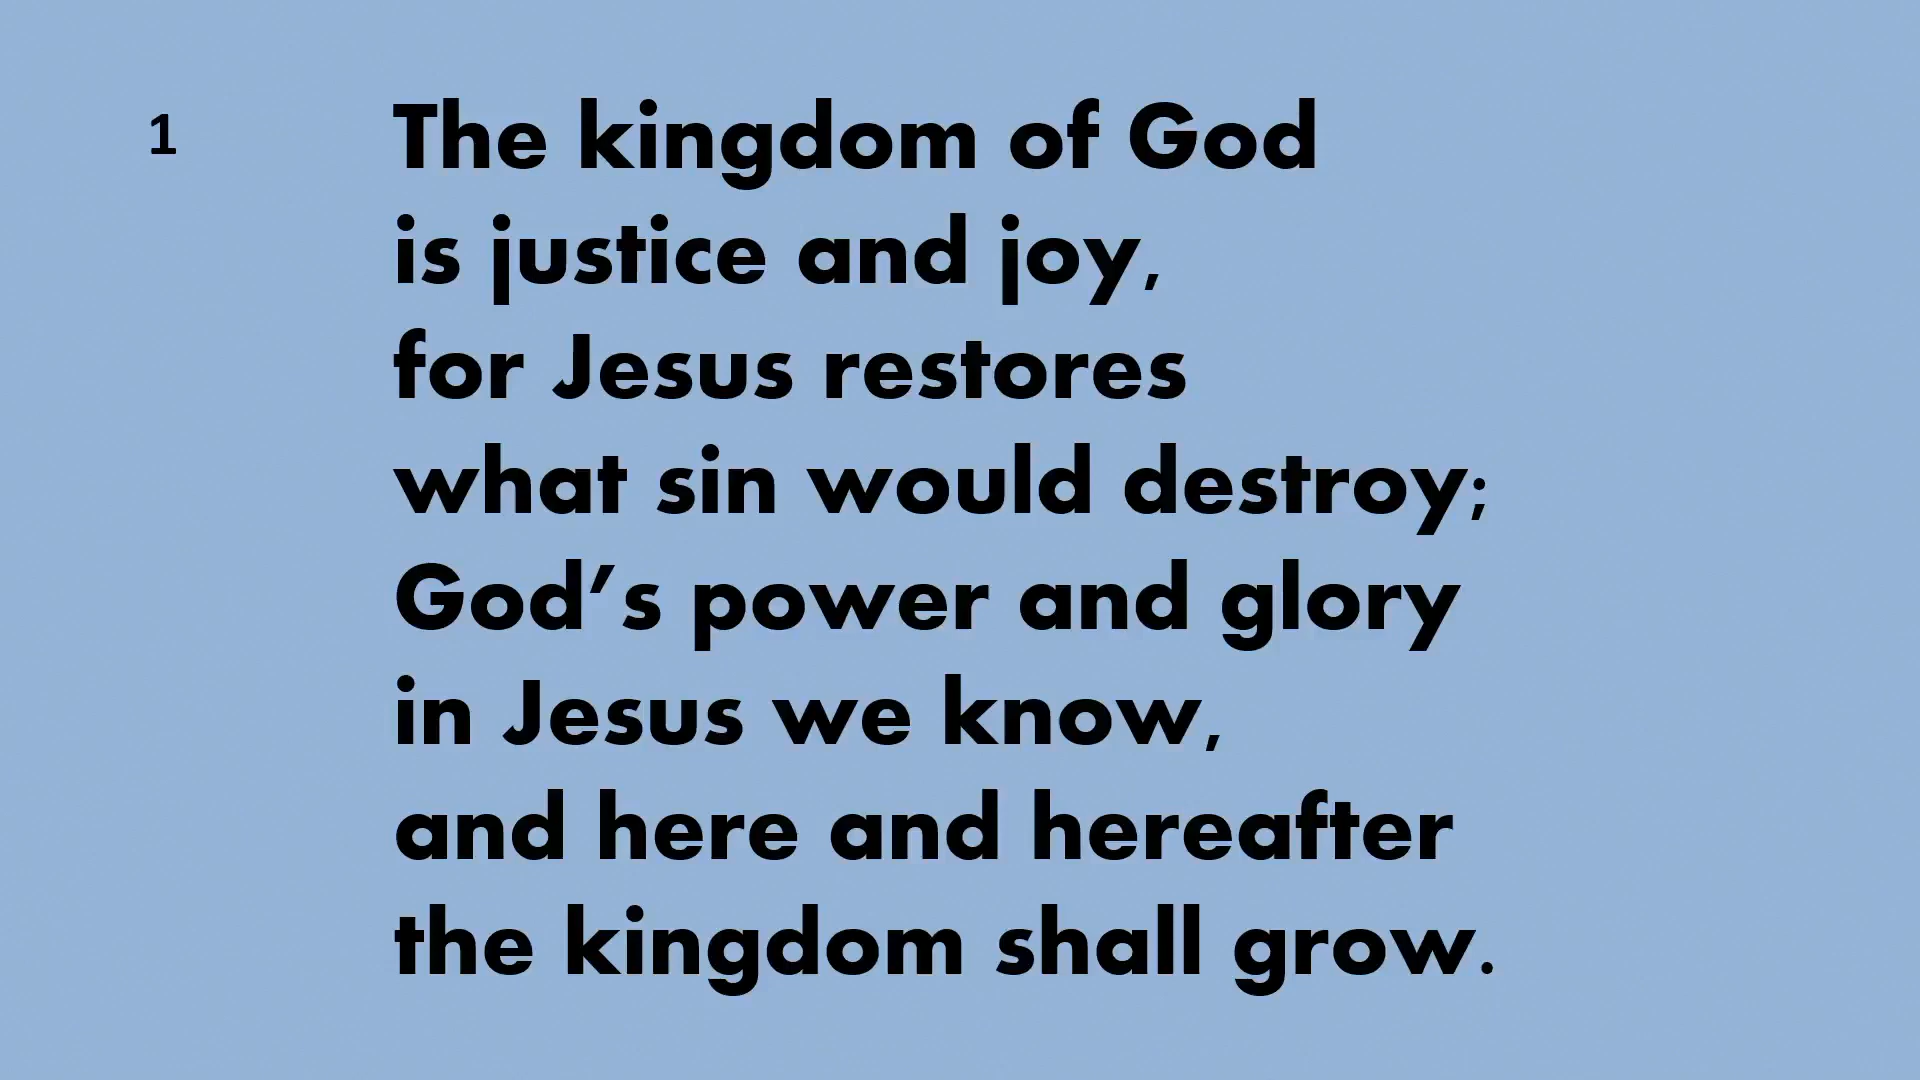 1 The kingdom of God
is justice and joy,
for Jesus restores
what sin would destroy;
God’s power and glory
in Jesus we know,
and here and hereafter
the kingdom shall grow.